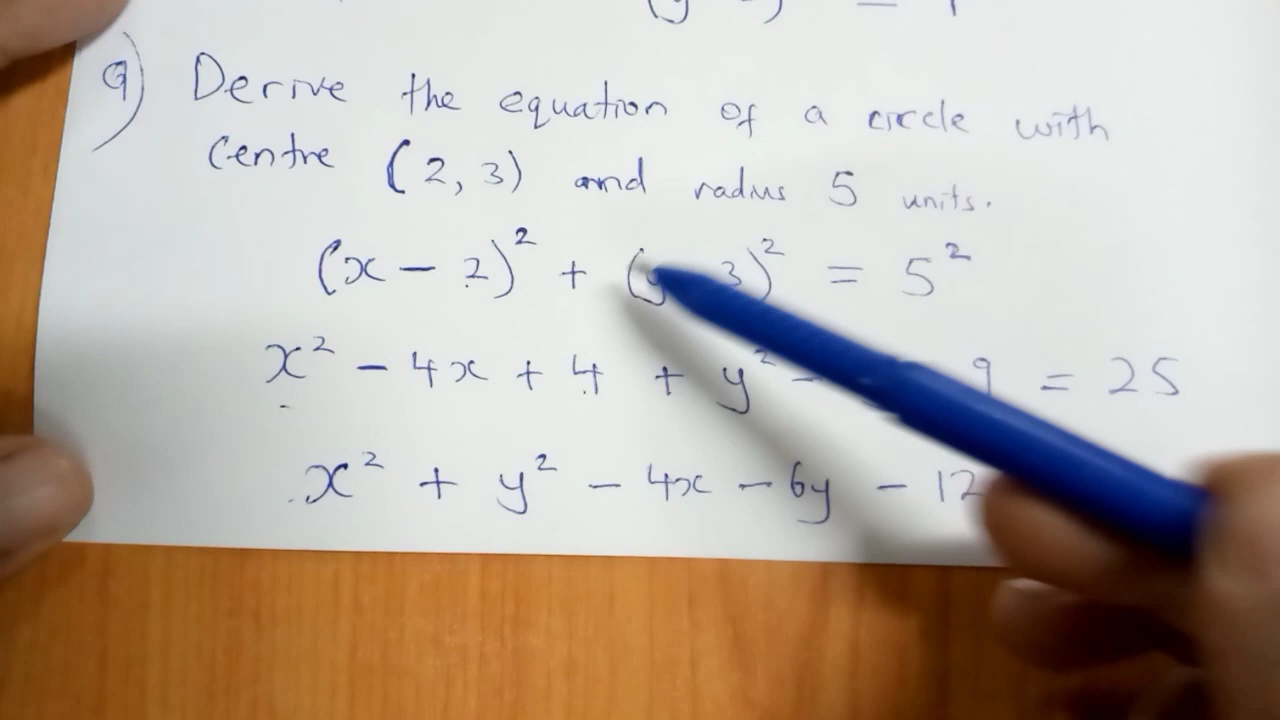 9) Derive the equation of a circle with
centre (2, 3) and radius 5 units.
(x - 2)² + (y 3)² = 5²
x² - 4x + 4 + y² - 9 = 25
x² + y² - 4x - 6y - 12